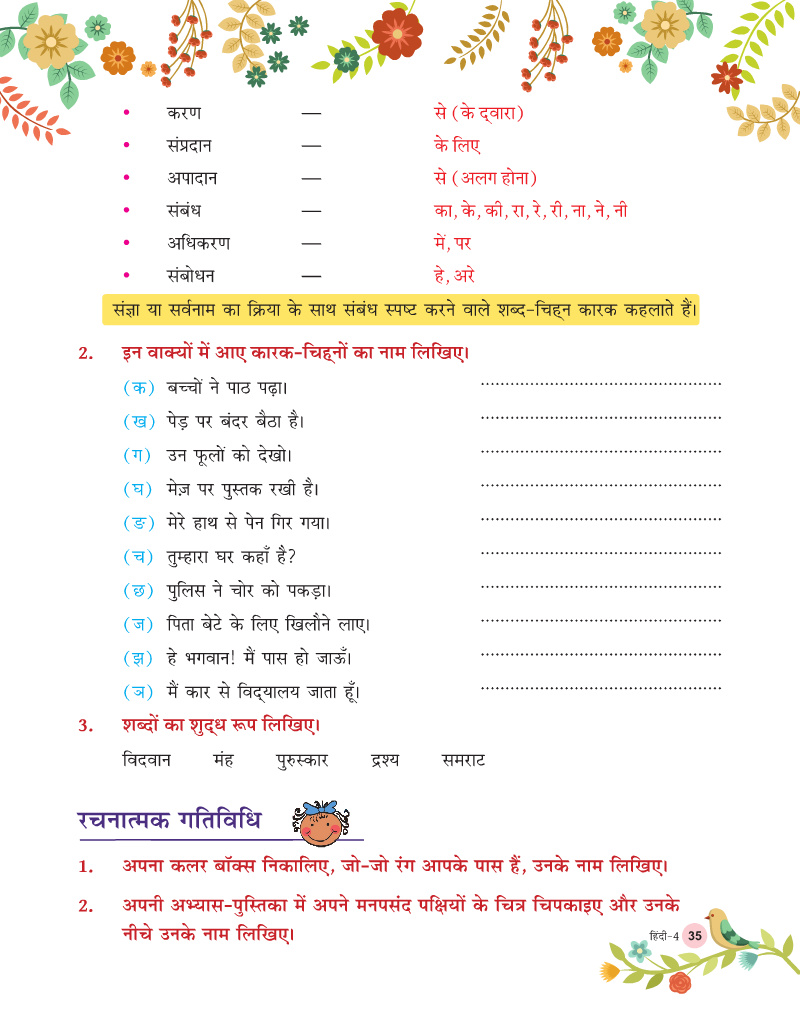 • करण — से (के द्‌वारा)
• संप्रदान — के लिए
• अपादान — से (अलग होना)
• संबंध — का, के, की, रा, रे, री, ना, ने, नी
• अधिकरण — में, पर
• संबोधन — हे, अरे
संज्ञा या सर्वनाम का क्रिया के साथ संबंध स्पष्ट करने वाले शब्द-चिह्‌न कारक कहलाते हैं।
2. इन वाक्यों में आए कारक-चिह्‌नों का नाम लिखिए।
(क) बच्चों ने पाठ पढ़ा। ................................................
(ख) पेड़ पर बंदर बैठा है। ................................................
(ग) उन फूलों को देखो। ................................................
(घ) मेज़ पर पुस्तक रखी है। ................................................
(ङ) मेरे हाथ से पेन गिर गया। ................................................
(च) तुम्हारा घर कहाँ है? ................................................
(छ) पुलिस ने चोर को पकड़ा। ................................................
(ज) पिता बेटे के लिए खिलौने लाए। ................................................
(झ) हे भगवान! मैं पास हो जाऊँ। ................................................
(ञ) मैं कार से विद्‌यालय जाता हूँ। ................................................
3. शब्दों का शुद्‌ध रूप लिखिए।
विदवान मंह पुरुस्कार द्रश्य समराट
रचनात्मक गतिविधि
1. अपना कलर बॉक्स निकालिए, जो-जो रंग आपके पास हैं, उनके नाम लिखिए।
2. अपनी अभ्यास-पुस्तिका में अपने मनपसंद पक्षियों के चित्र चिपकाइए और उनके
नीचे उनके नाम लिखिए।
हिंदी-4 35